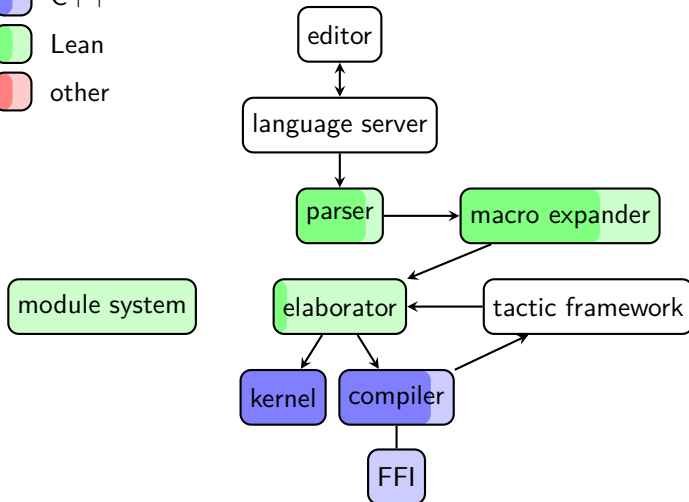 C++
Lean
other
editor
language server
parser
macro expander
module system
elaborator
tactic framework
kernel
compiler
FFI